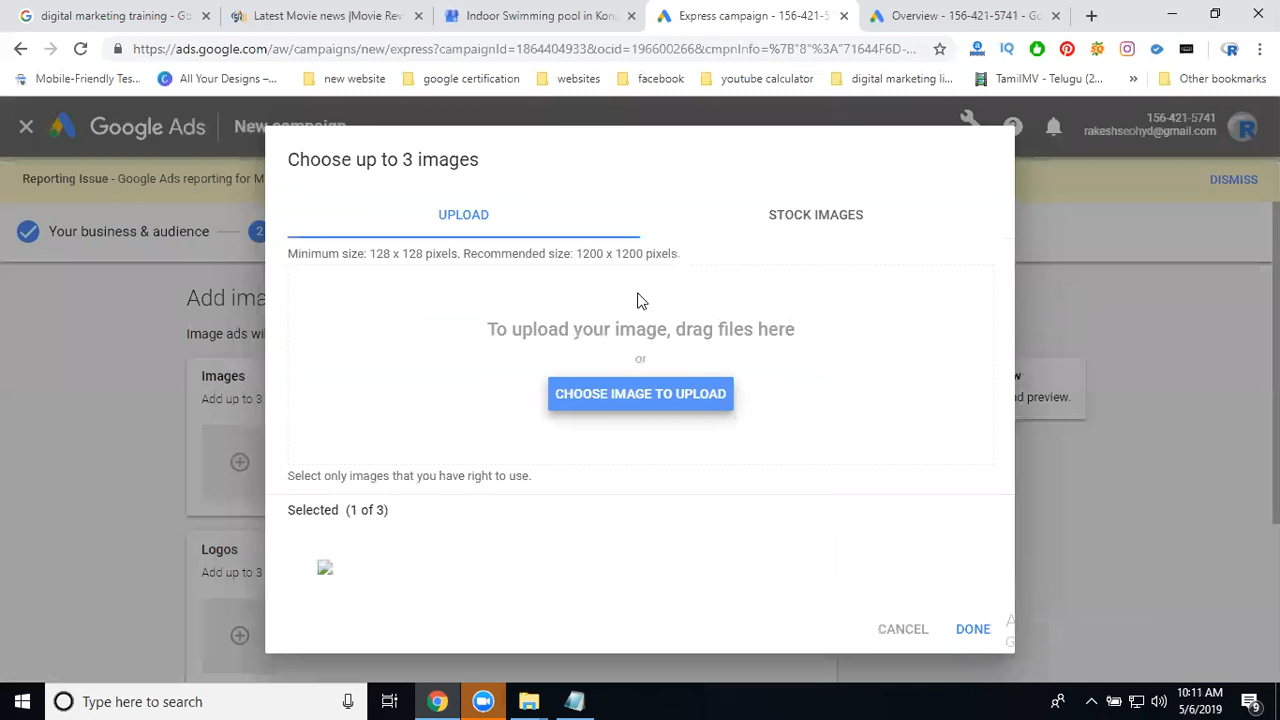 digital marketing training - Go
Latest Movie news |Movie Rev
Indoor Swimming pool in Kon
Express campaign - 156-421-5
Overview - 156-421-5741 - Go
https://ads.google.com/aw/campaigns/new/express?campaignId=1864404933&ocid=196600266&cmpnInfo=%7B"8"%3A"71644F6D-...
Mobile-Friendly Tes...
All Your Designs –...
new website
google certification
websites
facebook
youtube calculator
digital marketing li...
TamilMV - Telugu (2...
Other bookmarks
Google Ads
New campaign
156-421-5741
rakeshseohyd@gmail.com
Reporting Issue - Google Ads reporting for M
DISMISS
Your business & audience
2
Add ima
Image ads wi
Images
Add up to 3
w
nd preview.
Logos
Add up to 3
Choose up to 3 images
UPLOAD
STOCK IMAGES
Minimum size: 128 x 128 pixels. Recommended size: 1200 x 1200 pixels.
To upload your image, drag files here
or
CHOOSE IMAGE TO UPLOAD
Select only images that you have right to use.
Selected (1 of 3)
CANCEL
DONE
Type here to search
10:11 AM
5/6/2019
9